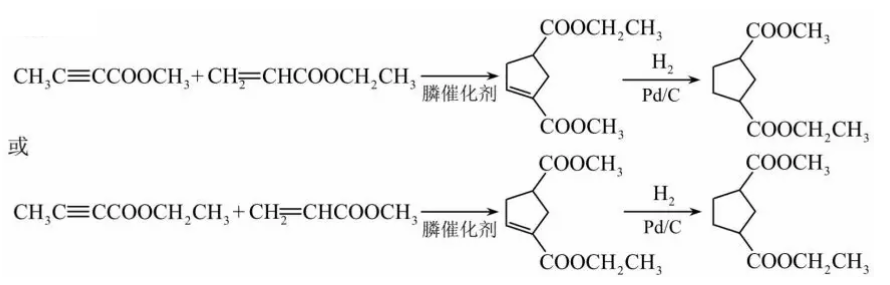 COOCH₂CH₃
COOCH₃
CH₃C≡CCOOCH₃+CH₂=CHCOOCH₂CH₃
膦催化剂
H₂
Pd/C
COOCH₃
COOCH₂CH₃
或
COOCH₃
COOCH₃
CH₃C≡CCOOCH₂CH₃+CH₂=CHCOOCH₃
膦催化剂
H₂
Pd/C
COOCH₂CH₃
COOCH₂CH₃